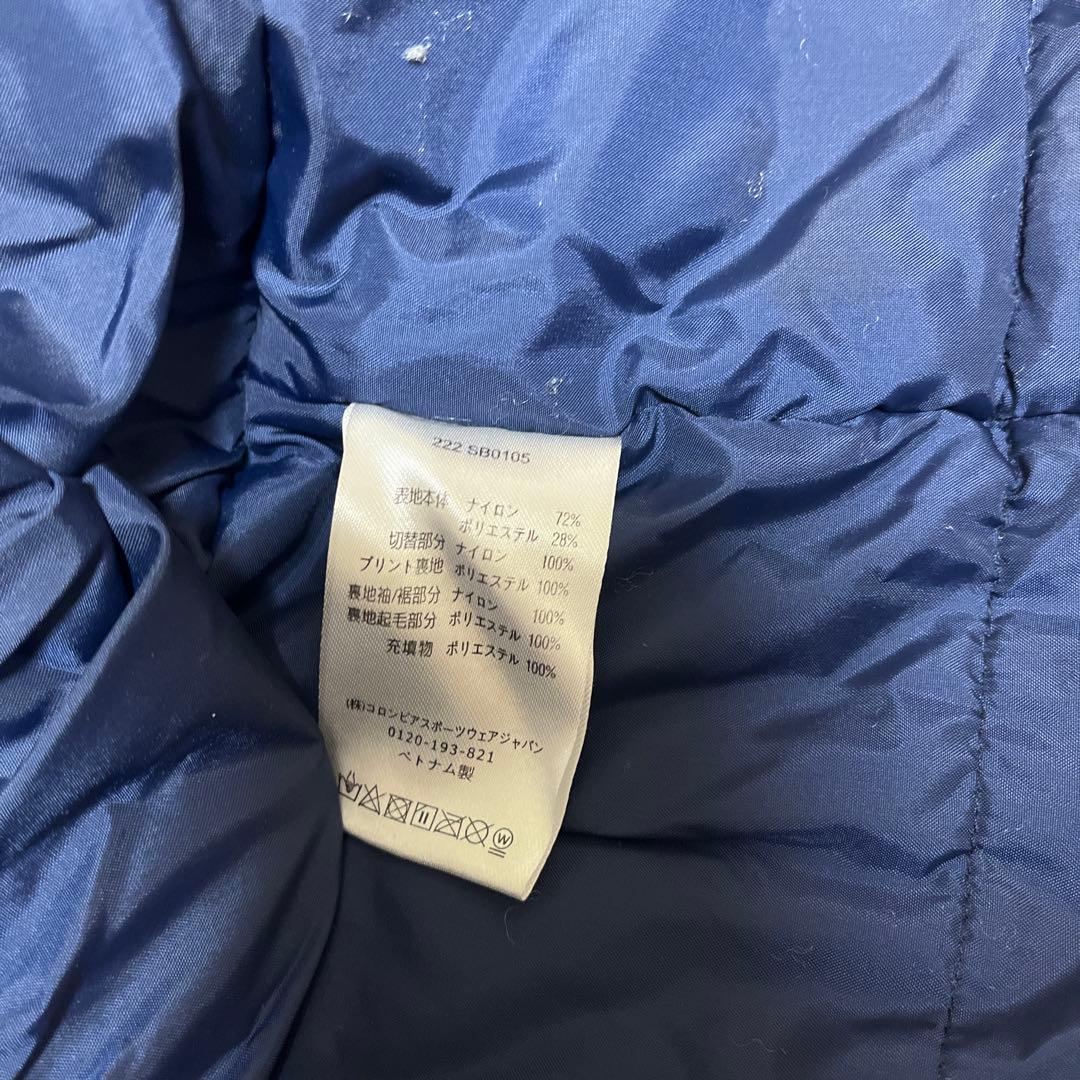 222 SB0105
表地本体 ナイロン 72%
ポリエステル 28%
切替部分 ナイロン 100%
プリント裏地 ポリエステル 100%
裏地袖/裾部分 ナイロン 100%
裏地起毛部分 ポリエステル 100%
充填物 ポリエステル 100%
(株)コロンビアスポーツウェアジャパン
0120-193-821
ベトナム製
W